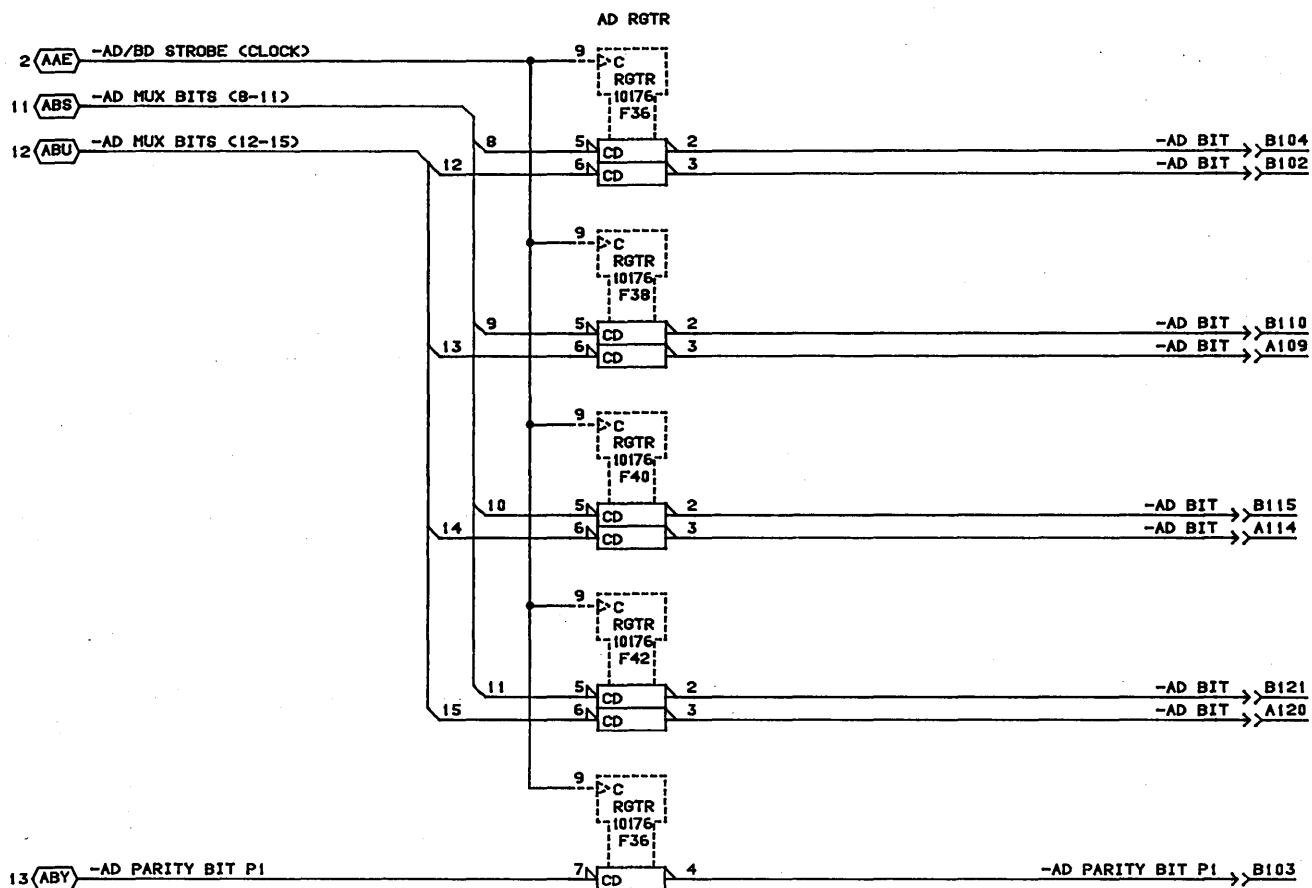 AD RGTR
2 AAE -AD/BD STROBE (CLOCK) 9 C
RGTR
10176
F36
11 ABS -AD MUX BITS (8-11)
12 ABU -AD MUX BITS (12-15)
8 5 CD 2 -AD BIT B104
12 6 CD 3 -AD BIT B102
9 C
RGTR
10176
F38
9 5 CD 2 -AD BIT B110
13 6 CD 3 -AD BIT A109
9 C
RGTR
10176
F40
10 5 CD 2 -AD BIT B115
14 6 CD 3 -AD BIT A114
9 C
RGTR
10176
F42
11 5 CD 2 -AD BIT B121
15 6 CD 3 -AD BIT A120
9 C
RGTR
10176
F36
13 ABY -AD PARITY BIT P1 7 CD 4 -AD PARITY BIT P1 B103